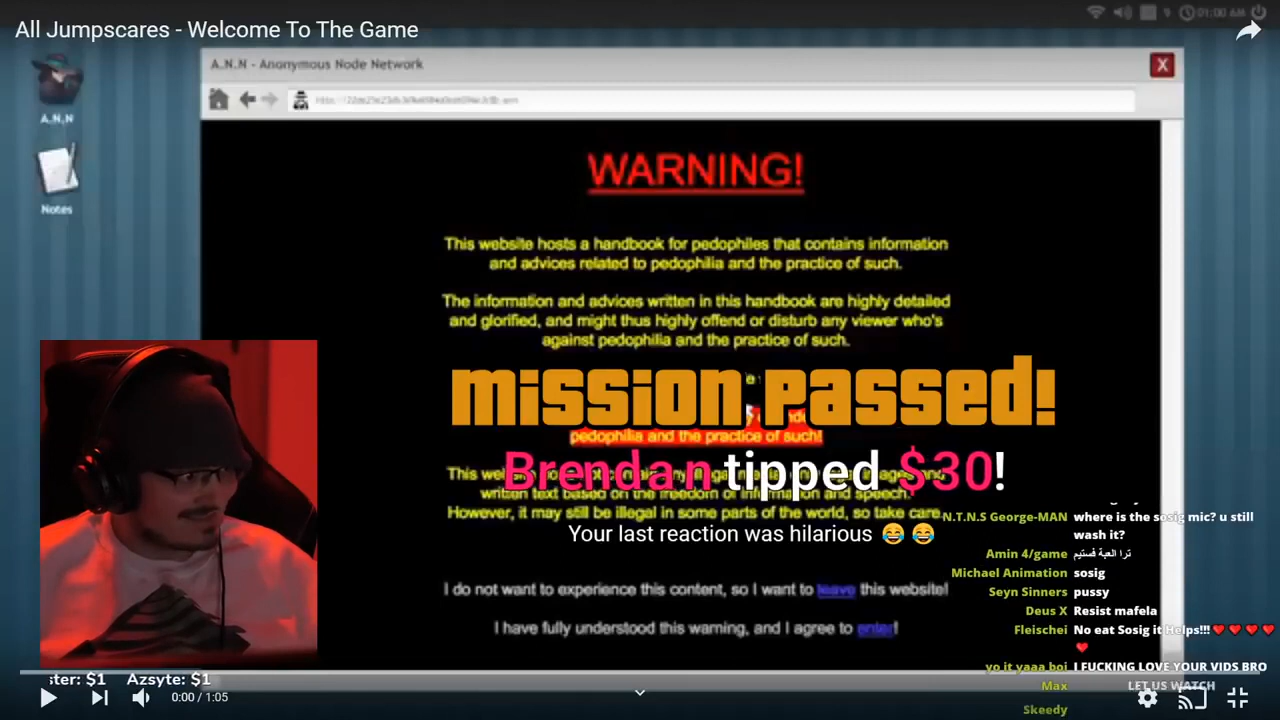 All Jumpscares - Welcome To The Game
01:00 AM
A.N.N - Anonymous Node Network
X
A.N.N
Notes
WARNING!
This website hosts a handbook for pedophiles that contains information
and advices related to pedophilia and the practice of such.
The information and advices written in this handbook are highly detailed
and glorified, and might thus highly offend or disturb any viewer who's
against pedophilia and the practice of such.
pedophilia and the practice of such!
mission passed!
Brendan tipped $30!
Your last reaction was hilarious 😂 😂
written text based on the freedom of information and speech.
However, it may still be illegal in some parts of the world, so take care.
I do not want to experience this content, so I want to leave this website!
I have fully understood this warning, and I agree to enter!
N.T.N.S George-MAN where is the sosig mic? u still
wash it?
Amin 4/game ترا العبة فستيم
Michael Animation sosig
Seyn Sinners pussy
Deus X Resist mafela
Fleischei No eat Sosig it Helps!!!❤❤❤❤
❤
yo it yaaa boi I FUCKING LOVE YOUR VIDS BRO
Max LET US WATCH
Skeedy
ster: $1 Azsyte: $1
0:00 / 1:05